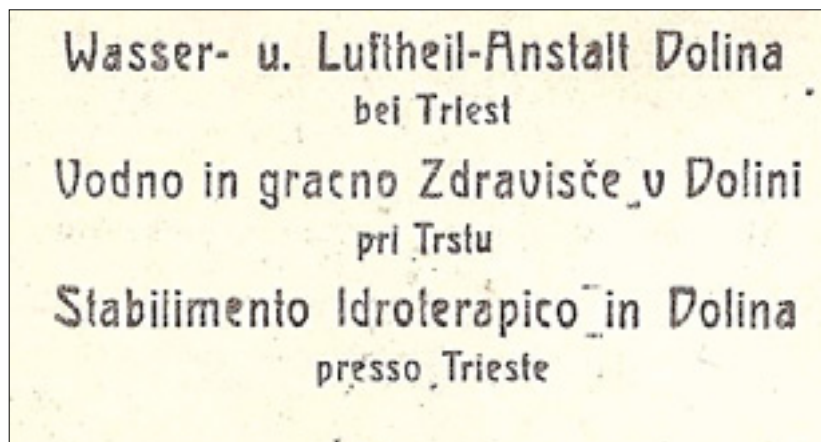 Wasser- u. Luftheil-Anstalt Dolina
bei Triest
Vodno in gracno Zdravisče v Dolini
pri Trstu
Stabilimento Idroterapico in Dolina
presso Trieste